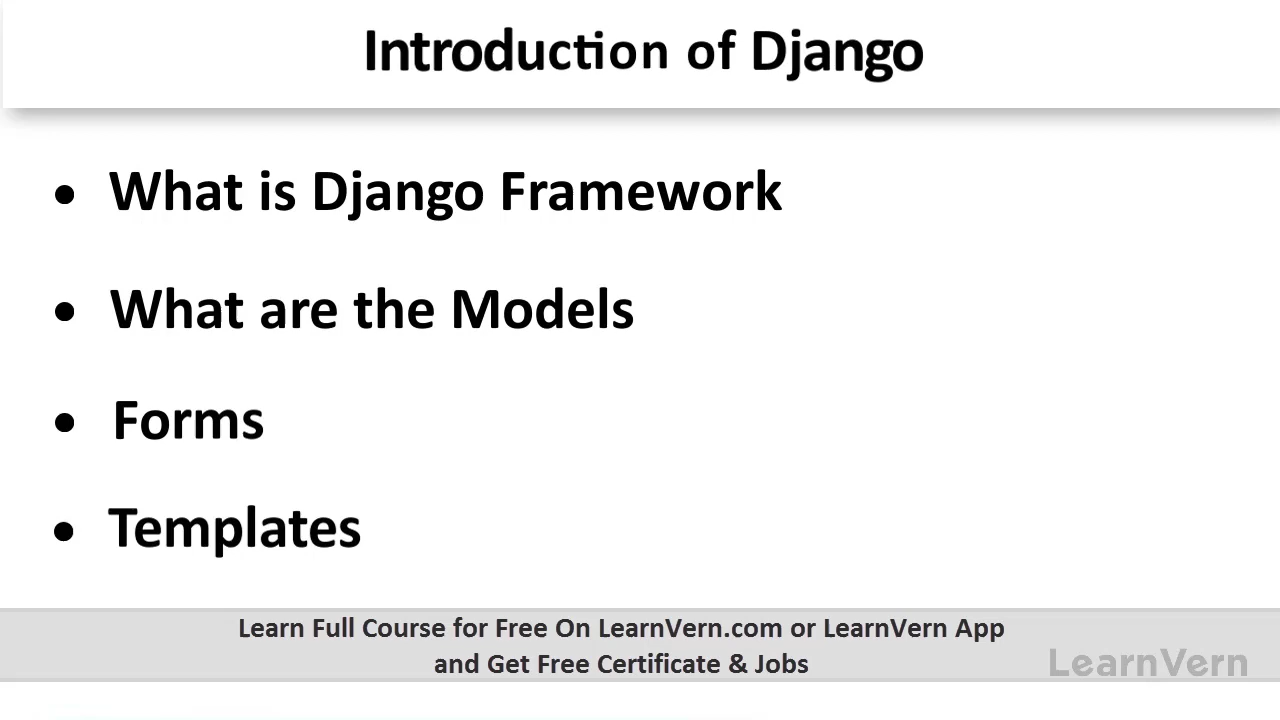 Introduction of Django
• What is Django Framework
• What are the Models
• Forms
• Templates
Learn Full Course for Free On LearnVern.com or LearnVern App
and Get Free Certificate & Jobs
LearnVern